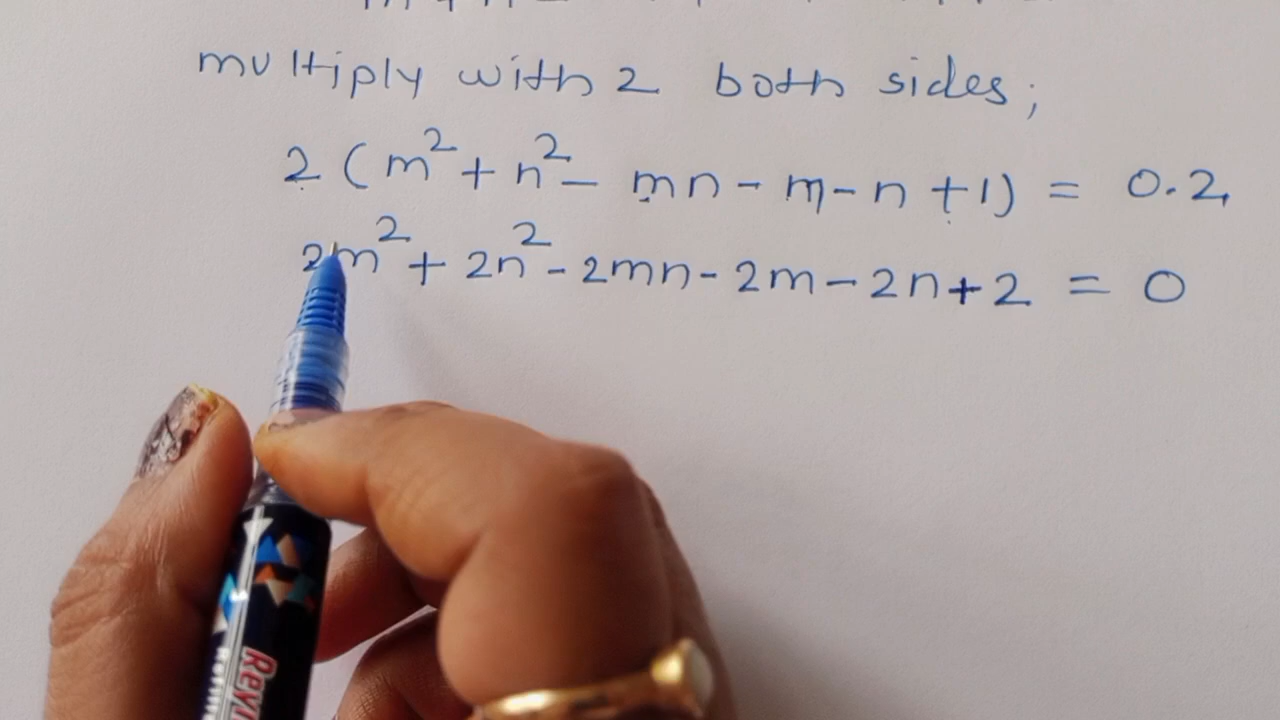 multiply with 2 both sides;
2 (m² + n² - mn - m - n + 1) = 0.2
2m² + 2n² - 2mn - 2m - 2n + 2 = 0